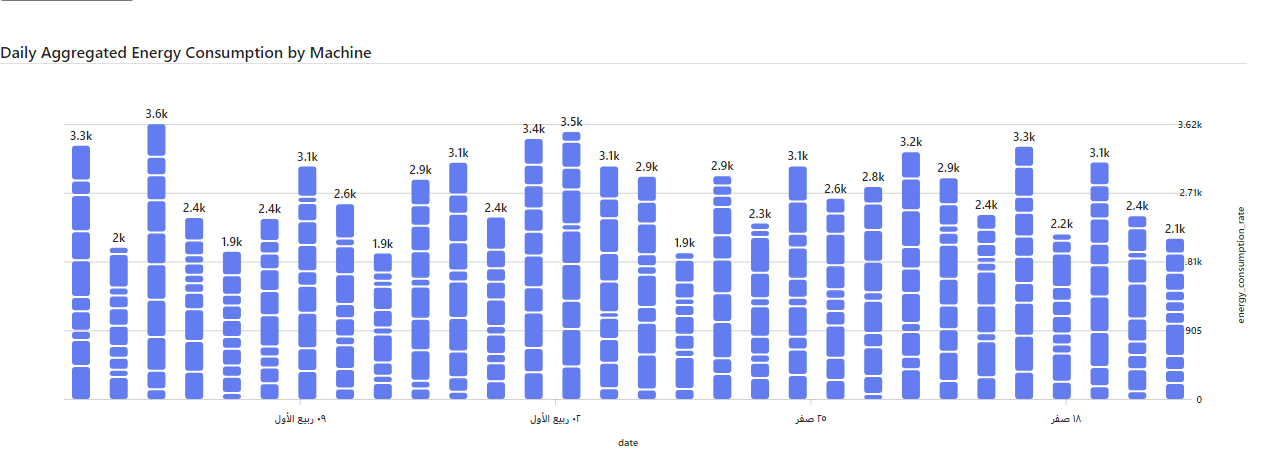 Daily Aggregated Energy Consumption by Machine
3.3k
2k
3.6k
2.4k
1.9k
2.4k
3.1k
2.6k
1.9k
2.9k
3.1k
2.4k
3.4k
3.5k
3.1k
2.9k
1.9k
2.9k
2.3k
3.1k
2.6k
2.8k
3.2k
2.9k
2.4k
3.3k
2.2k
3.1k
2.4k
2.1k
3.62k
2.71k
.81k
905
0
energy_consumption_rate
٠٩ ربيع الأول
٠٢ ربيع الأول
٢٥ صفر
١٨ صفر
date